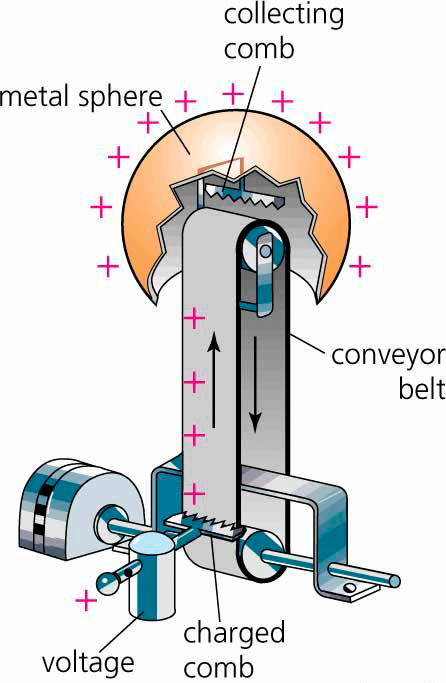 collecting
comb
metal sphere
conveyor
belt
charged
comb
voltage